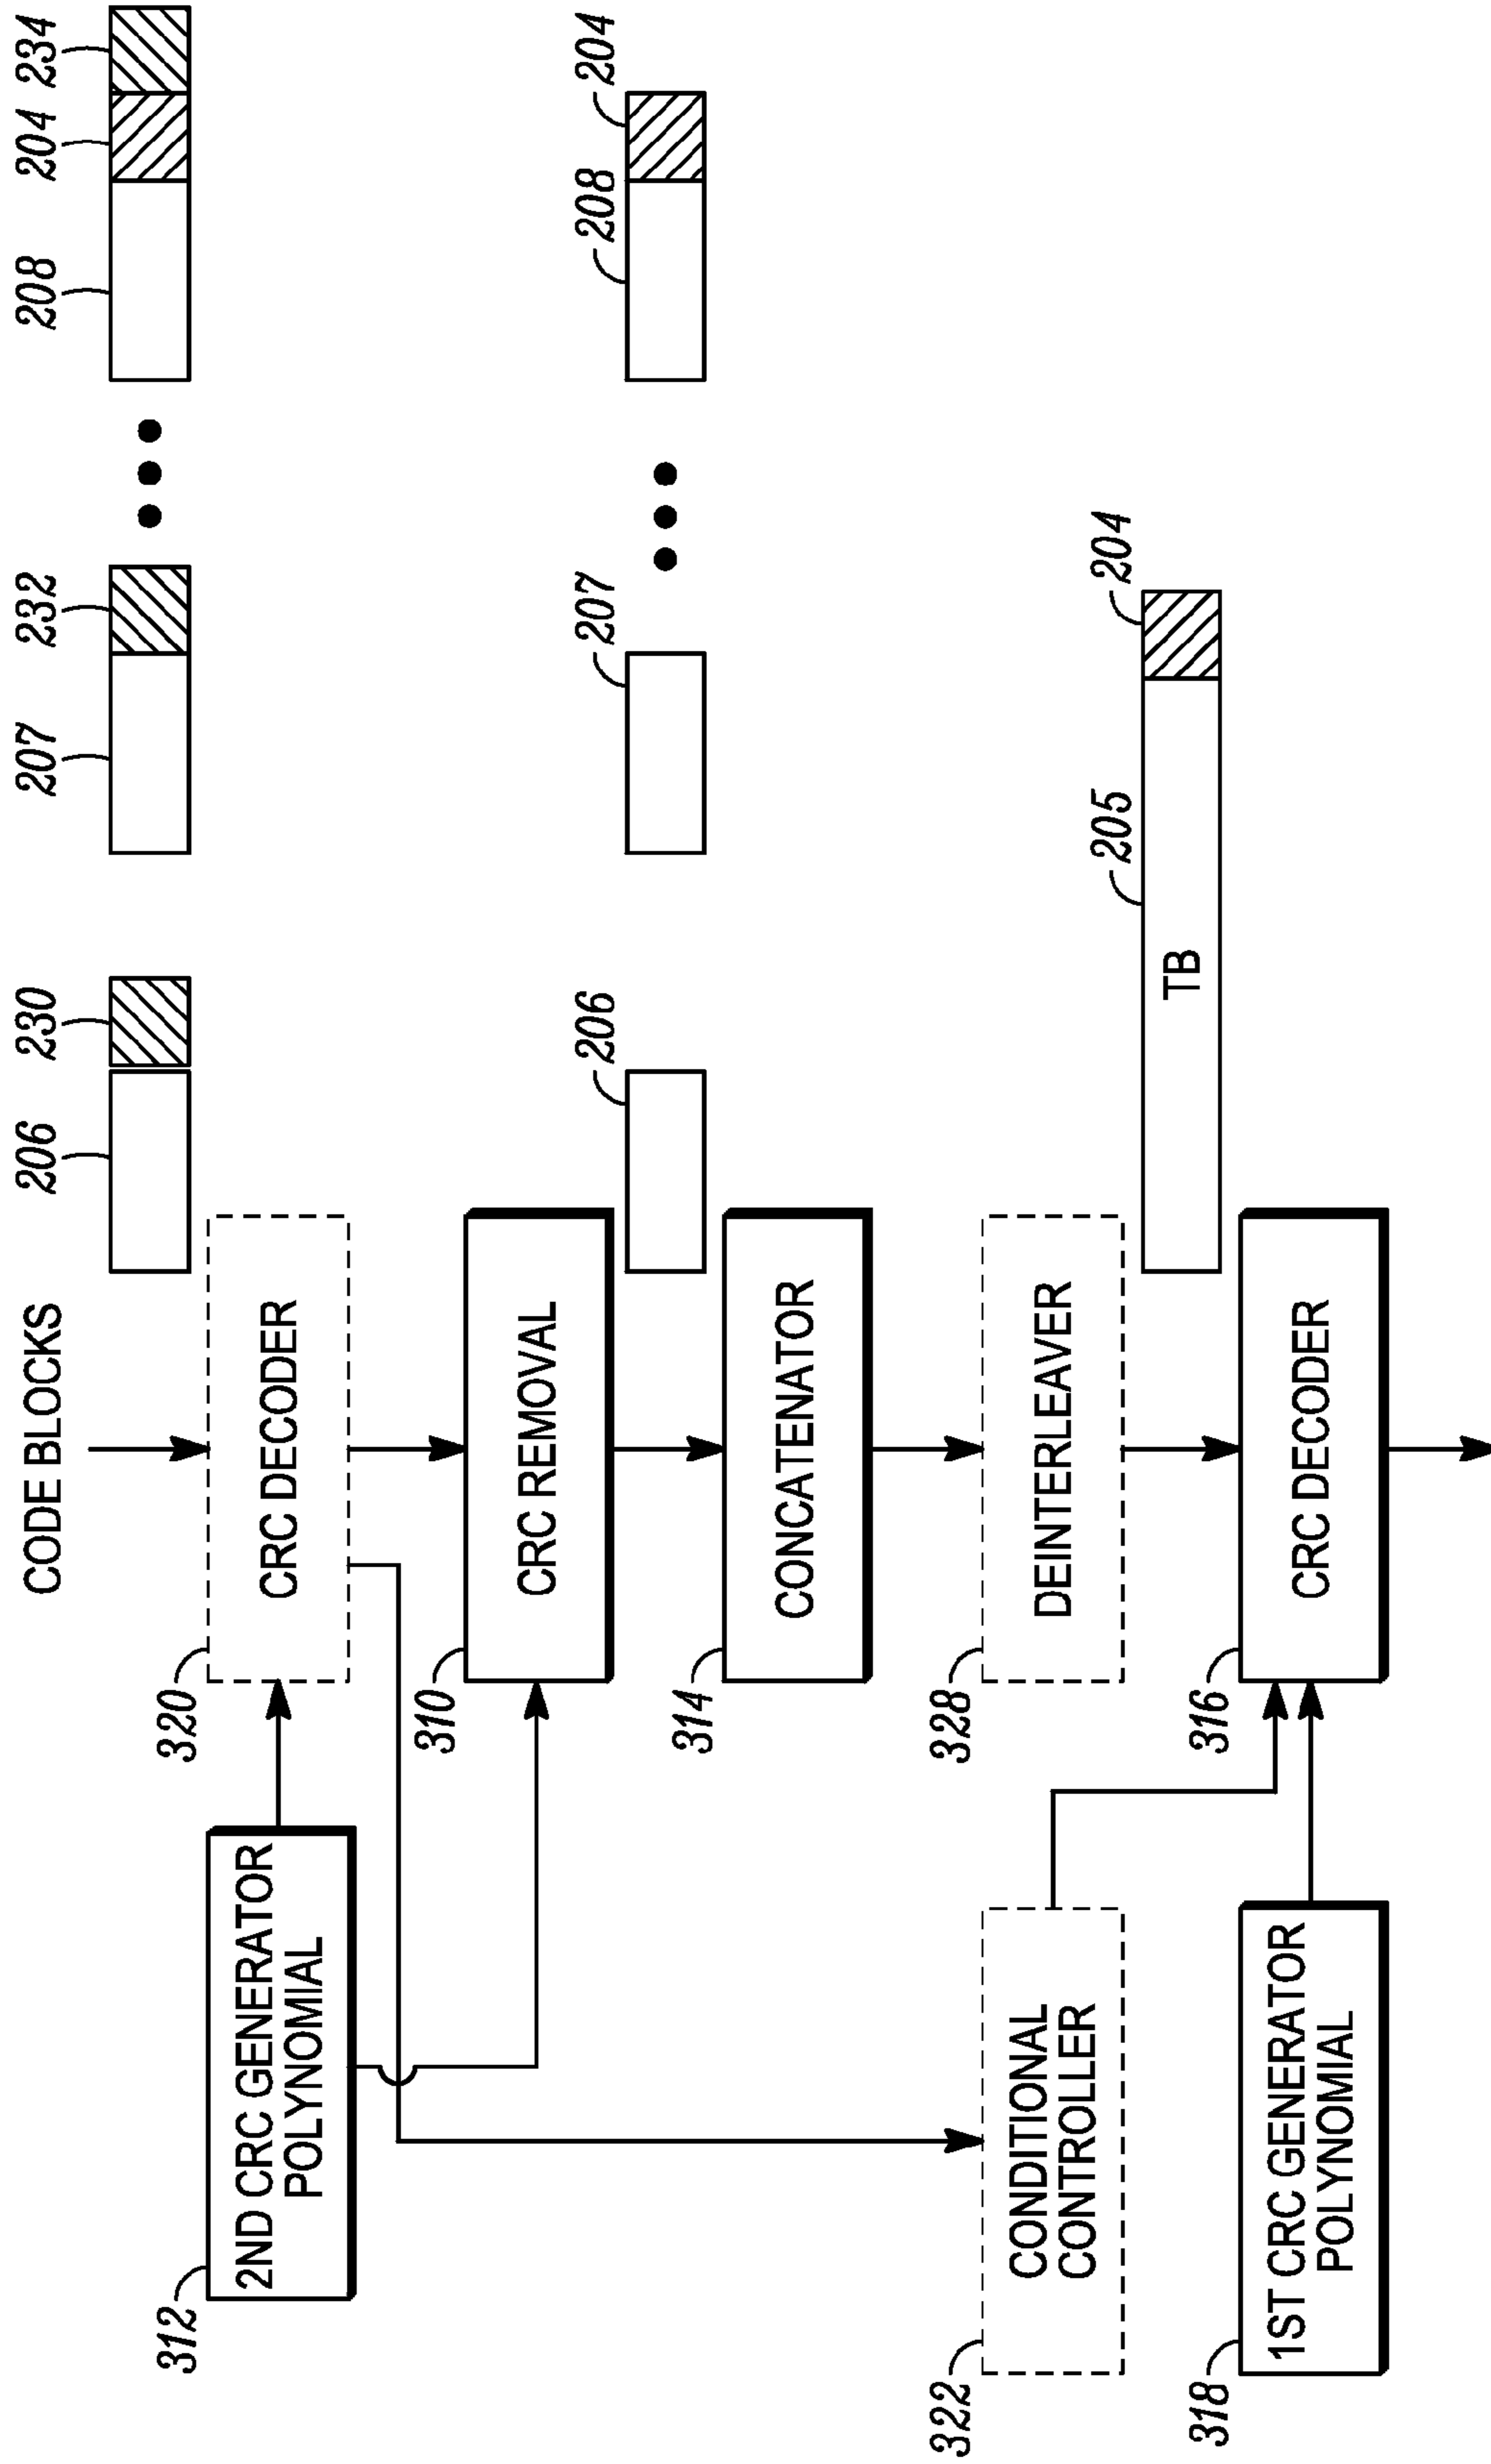 CODE BLOCKS
206
230
207
232
208
204
234
312
2ND CRC GENERATOR
POLYNOMIAL
320
CRC DECODER
310
CRC REMOVAL
206
207
208
204
314
CONCATENATOR
322
CONDITIONAL
CONTROLLER
328
DEINTERLEAVER
TB
205
204
318
1ST CRC GENERATOR
POLYNOMIAL
316
CRC DECODER